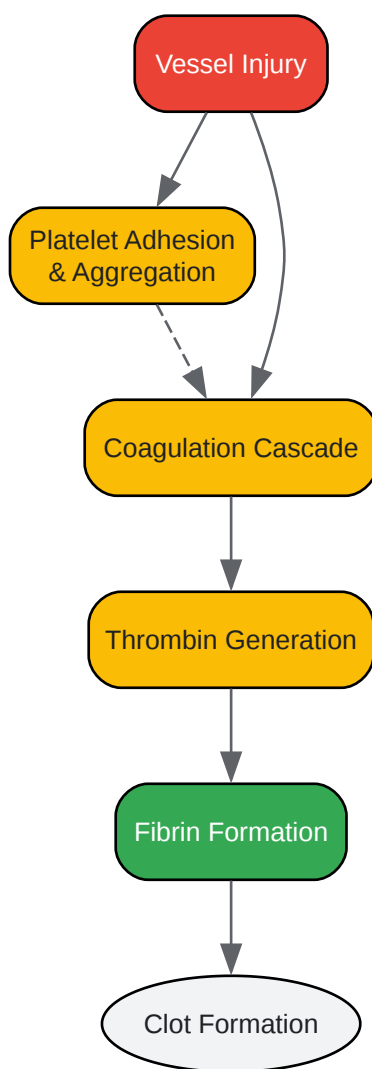 Vessel Injury
Platelet Adhesion
& Aggregation
Coagulation Cascade
Thrombin Generation
Fibrin Formation
Clot Formation